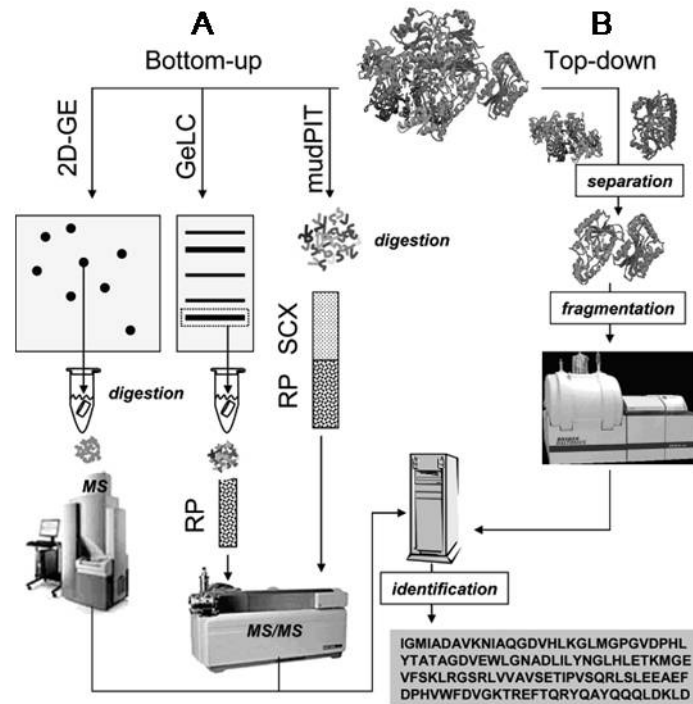 A
B
Bottom-up
Top-down
2D-GE
GeLC
mudPIT
separation
digestion
fragmentation
SCX
RP
digestion
MS
RP
MS/MS
identification
IGMIADAVKNIAQGDVHLKGLMGPGVDPHL
YTATAGDVEWLGNADLILYNGLHLETKMGE
VFSKLRGSRLVVAVSETIPVSQRLSLEEAEF
DPHVWFDVGKTREFTQRYQAYQQQLDKLD